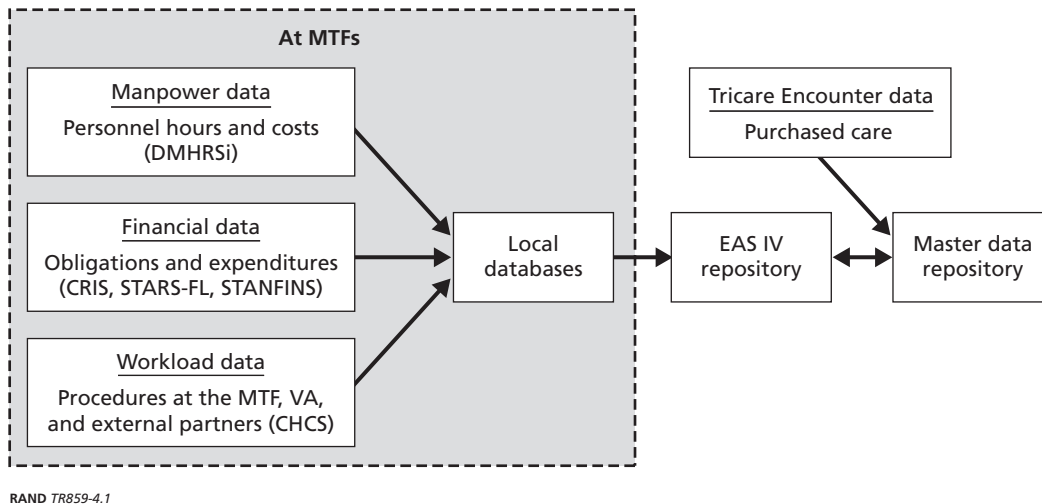 At MTFs
Manpower data
Personnel hours and costs
(DMHRSi)
Financial data
Obligations and expenditures
(CRIS, STARS-FL, STANFINS)
Workload data
Procedures at the MTF, VA,
and external partners (CHCS)
Local
databases
Tricare Encounter data
Purchased care
EAS IV
repository
Master data
repository
RAND TR859-4.1